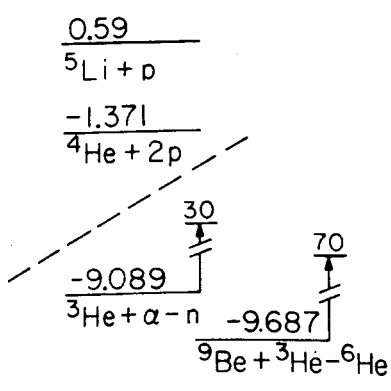 0.59
⁵Li + p
-1.371
⁴He + 2p
30
70
-9.089
³He + α - n
-9.687
⁹Be + ³He - ⁶He